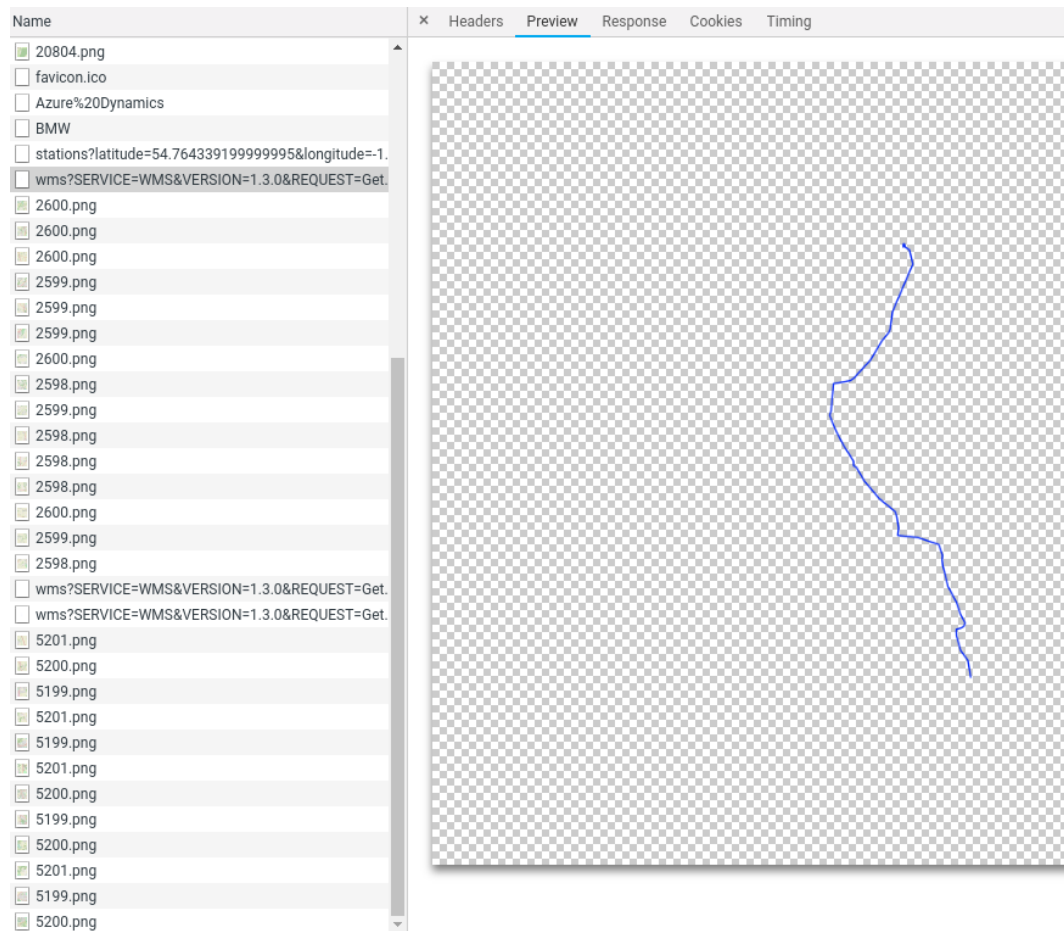 Name
× Headers Preview Response Cookies Timing
20804.png
favicon.ico
Azure%20Dynamics
BMW
stations?latitude=54.764339199999995&longitude=-1.
wms?SERVICE=WMS&VERSION=1.3.0&REQUEST=Get.
2600.png
2600.png
2600.png
2599.png
2599.png
2599.png
2600.png
2598.png
2599.png
2598.png
2598.png
2598.png
2600.png
2599.png
2598.png
wms?SERVICE=WMS&VERSION=1.3.0&REQUEST=Get.
wms?SERVICE=WMS&VERSION=1.3.0&REQUEST=Get.
5201.png
5200.png
5199.png
5201.png
5199.png
5201.png
5200.png
5199.png
5200.png
5201.png
5199.png
5200.png